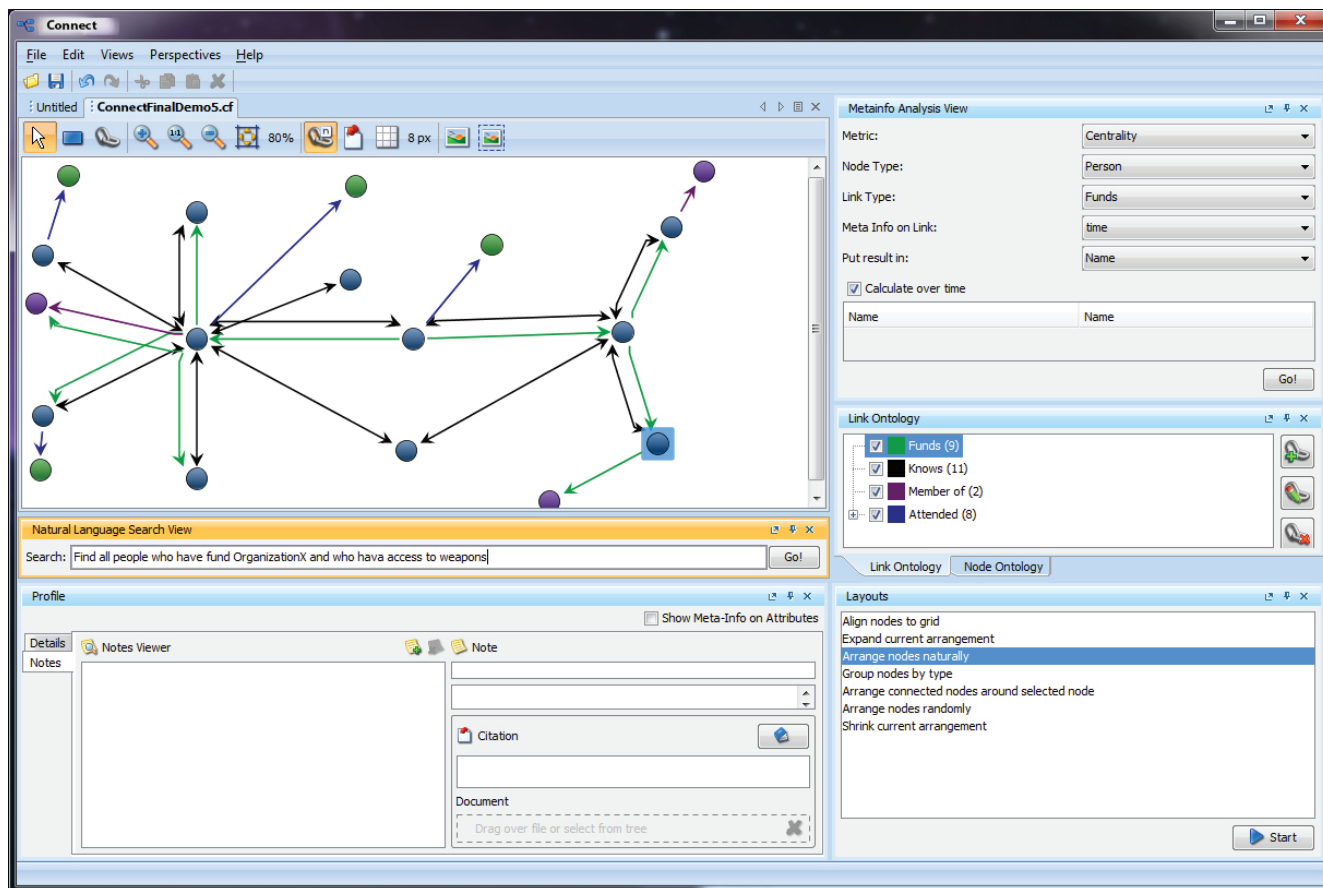 Connect
File Edit Views Perspectives Help
Untitled ConnectFinalDemo5.cf
1:1 80% n 8 px
Natural Language Search View
Search: Find all people who have fund OrganizationX and who hava access to weapons Go!
Profile
Show Meta-Info on Attributes
Details
Notes
Notes Viewer
Note
Citation
Document
Drag over file or select from tree
Metainfo Analysis View
Metric: Centrality
Node Type: Person
Link Type: Funds
Meta Info on Link: time
Put result in: Name
Calculate over time
Name Name
Go!
Link Ontology
Funds (9)
Knows (11)
Member of (2)
Attended (8)
Link Ontology Node Ontology
Layouts
Align nodes to grid
Expand current arrangement
Arrange nodes naturally
Group nodes by type
Arrange connected nodes around selected node
Arrange nodes randomly
Shrink current arrangement
Start